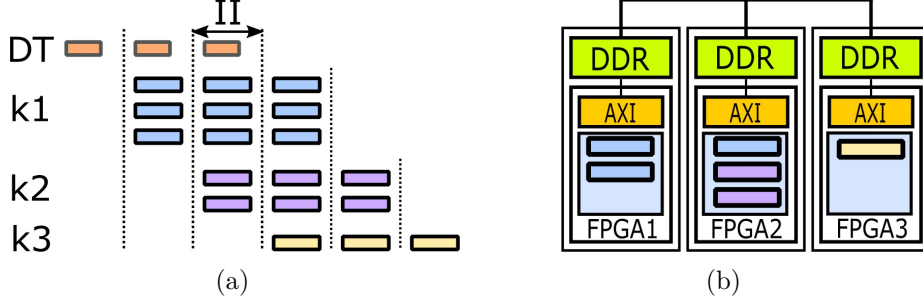 II
DT
k1
k2
k3
(a)
DDR DDR DDR
AXI AXI AXI
FPGA1 FPGA2 FPGA3
(b)